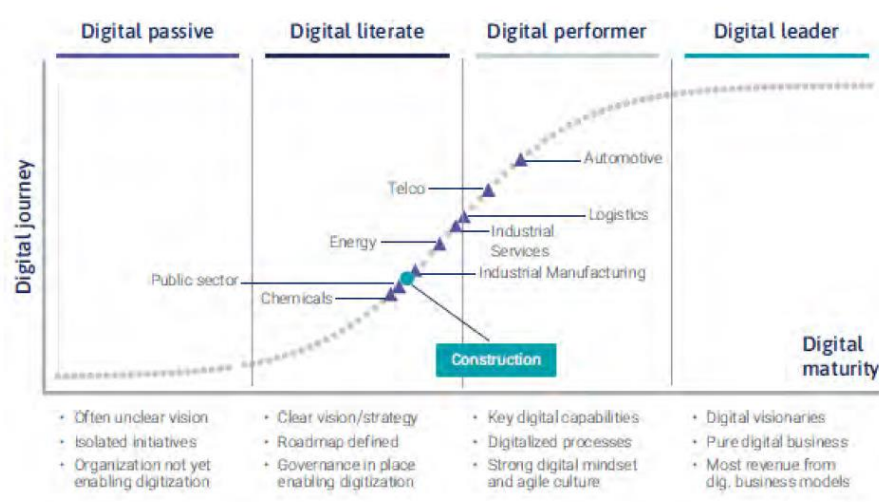 Digital passive
Digital literate
Digital performer
Digital leader
Digital journey
Automotive
Telco
Logistics
Industrial
Services
Energy
Industrial Manufacturing
Public sector
Chemicals
Construction
Digital
maturity
• Often unclear vision
• Isolated initiatives
• Organization not yet
enabling digitization
• Clear vision/strategy
• Roadmap defined
• Governance in place
enabling digitization
• Key digital capabilities
• Digitalized processes
• Strong digital mindset
and agile culture
• Digital visionaries
• Pure digital business
• Most revenue from
dig. business models